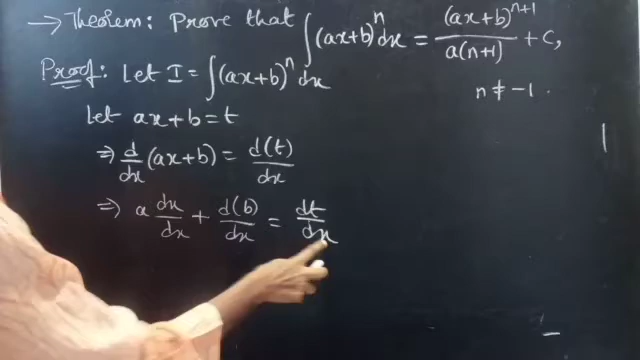 → Theorem: Prove that ∫(ax+b)^n dx = (ax+b)^(n+1) / a(n+1) + c,
Proof: Let I = ∫(ax+b)^n dx n ≠ -1.
Let ax+b = t
⇒ d/dx (ax+b) = d(t)/dx
⇒ a dx/dx + d(b)/dx = dt/dx